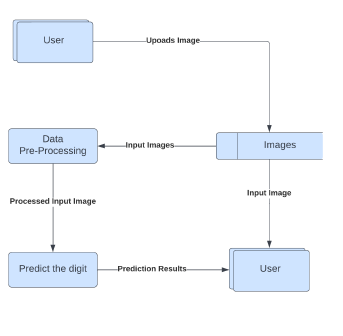 User
Upoads Image
Data
Pre-Processing
Input Images
Images
Processed Input Image
Input Image
Predict the digit
Prediction Results
User